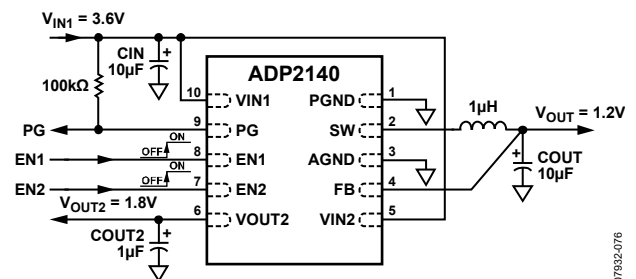 VIN1 = 3.6V
CIN
10µF
100kΩ
ADP2140
10 VIN1
PGND 1
1µH
VOUT = 1.2V
PG
9 PG
SW 2
ON
OFF
EN1
8 EN1
AGND 3
COUT
10µF
ON
OFF
EN2
7 EN2
FB 4
VOUT2 = 1.8V
6 VOUT2
VIN2 5
COUT2
1µF
07932-076